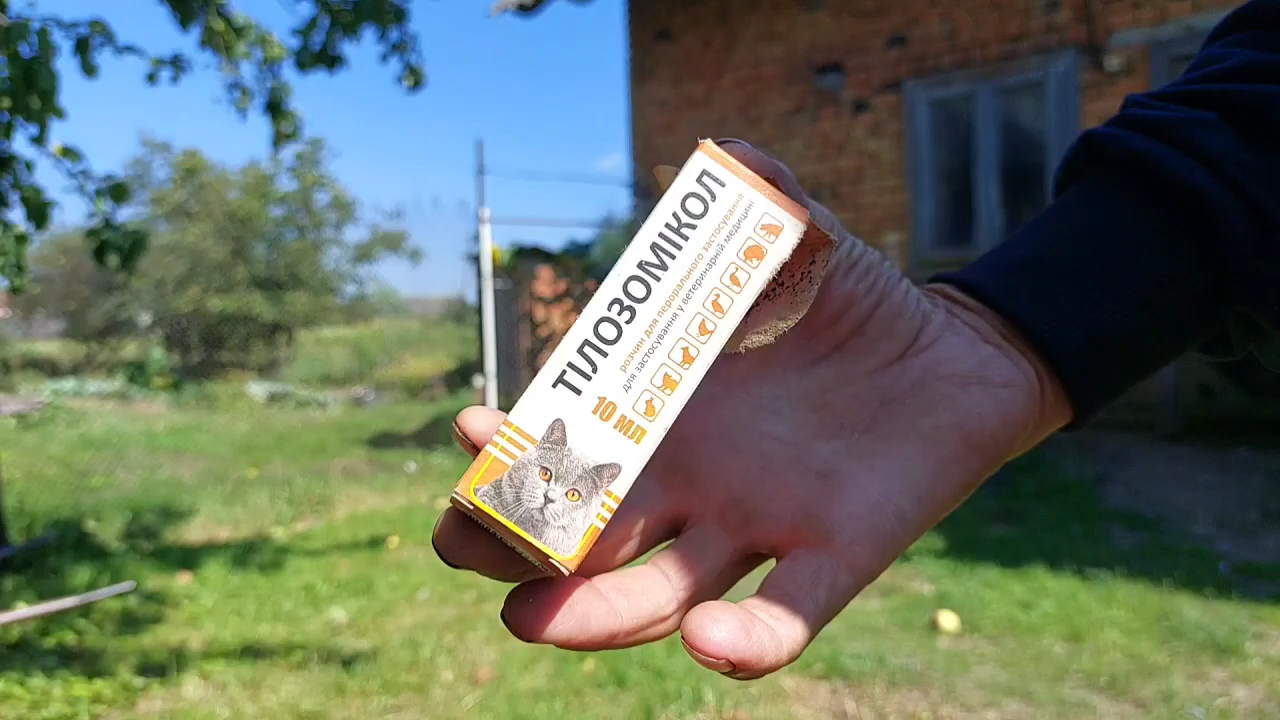 ТІЛОЗОМІКОЛ
розчин для перорального застосування
для застосування у ветеринарній медицині
10 мл